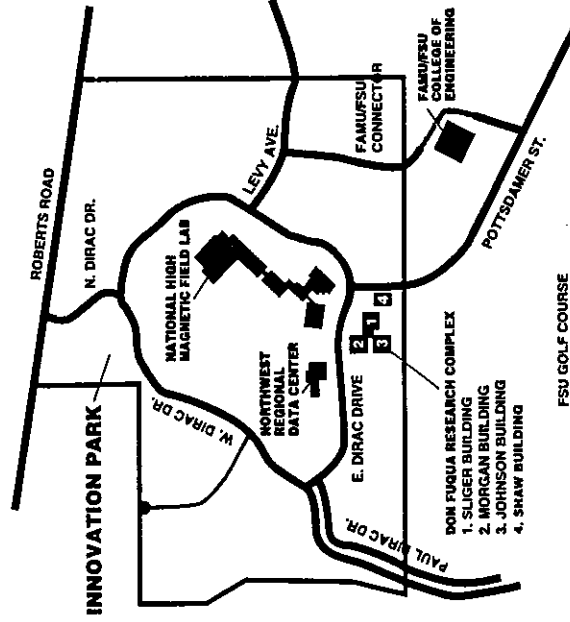 ROBERTS ROAD
INNOVATION PARK
N. DIRAC DR.
NATIONAL HIGH
MAGNETIC FIELD LAB
LEVY AVE.
W. DIRAC DR.
NORTHWEST
REGIONAL
DATA CENTER
FAMU/FSU
CONNECTOR
FAMU/FSU
COLLEGE OF
ENGINEERING
E. DIRAC DRIVE
2
1
3
4
POTTSDAMER ST.
PAUL DIRAC DR.
DON FUQUA RESEARCH COMPLEX
1. SLIGER BUILDING
2. MORGAN BUILDING
3. JOHNSON BUILDING
4. SHAW BUILDING
FSU GOLF COURSE